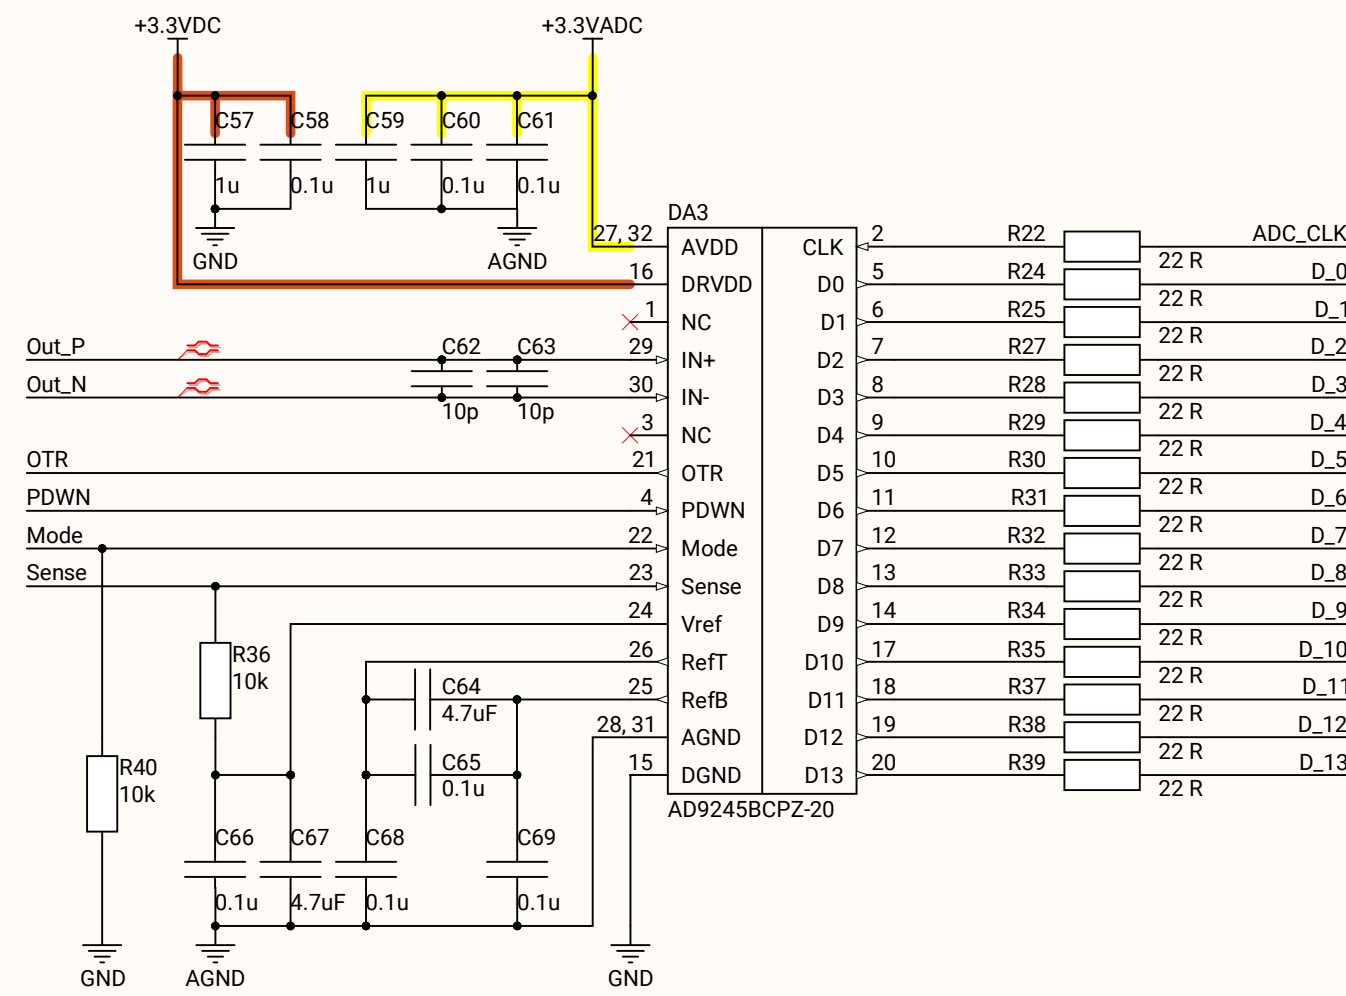 +3.3VDC +3.3VADC
C57 C58 C59 C60 C61
1u 0.1u 1u 0.1u 0.1u
GND AGND
DA3
27, 32 AVDD CLK 2 R22 22 R ADC_CLK
16 DRVDD D0 5 R24 22 R D_0
1 NC D1 6 R25 22 R D_1
Out_P C62 C63 29 IN+ D2 7 R27 22 R D_2
Out_N 10p 10p 30 IN- D3 8 R28 22 R D_3
3 NC D4 9 R29 22 R D_4
OTR 21 OTR D5 10 R30 22 R D_5
PDWN 4 PDWN D6 11 R31 22 R D_6
Mode 22 Mode D7 12 R32 22 R D_7
Sense 23 Sense D8 13 R33 22 R D_8
24 Vref D9 14 R34 22 R D_9
R36 10k 26 RefT D10 17 R35 22 R D_10
C64 4.7uF 25 RefB D11 18 R37 22 R D_11
28, 31 AGND D12 19 R38 22 R D_12
R40 10k C65 0.1u 15 DGND D13 20 R39 22 R D_13
AD9245BCPZ-20
C66 C67 C68 C69
0.1u 4.7uF 0.1u 0.1u
GND AGND GND